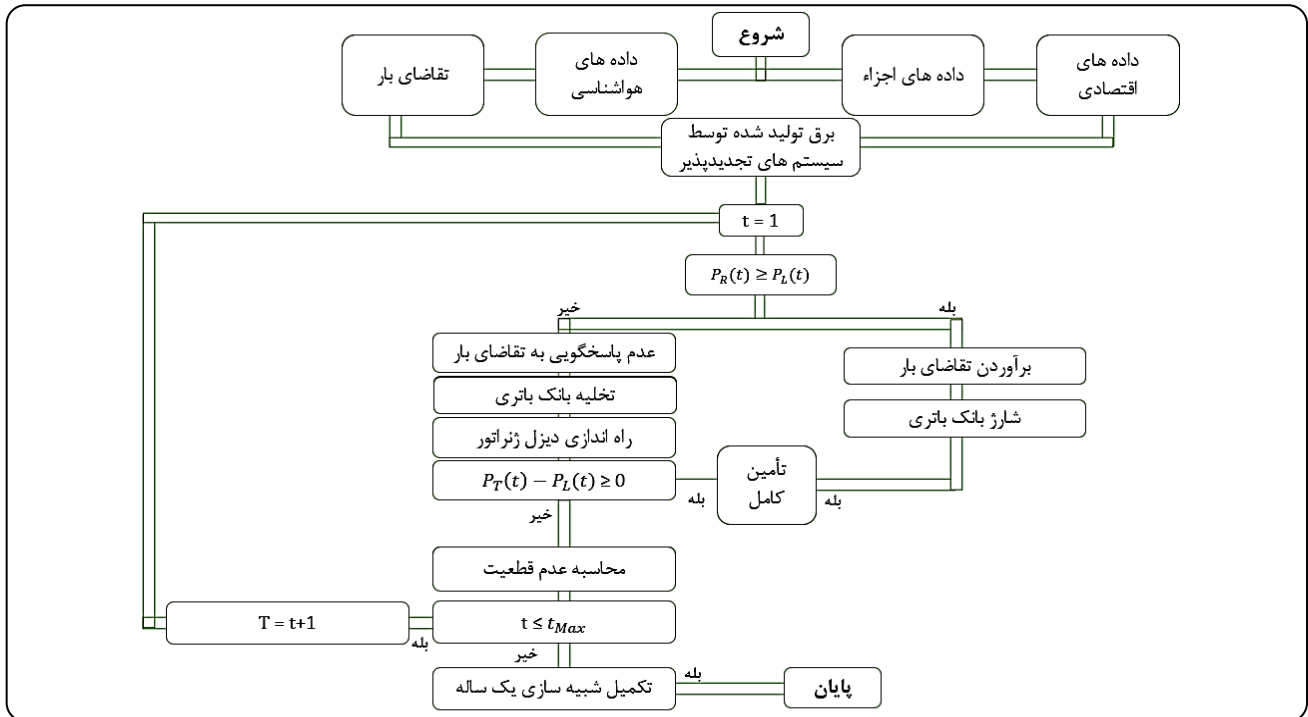 شروع
داده های
اقتصادی
داده های اجزاء
داده های
هواشناسی
تقاضای بار
برق تولید شده توسط
سیستم های تجدیدپذیر
t = 1
P_R(t) ≥ P_L(t)
بله
خیر
برآوردن تقاضای بار
شارژ بانک باتری
عدم پاسخگویی به تقاضای بار
تخلیه بانک باتری
راه اندازی دیزل ژنراتور
P_T(t) − P_L(t) ≥ 0
تأمین
کامل
بله
بله
خیر
محاسبه عدم قطعیت
t ≤ t_Max
بله
T = t+1
خیر
تکمیل شبیه سازی یک ساله
بله
پایان